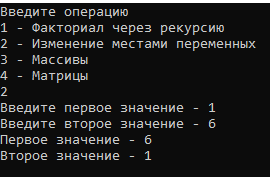 Введите операцию
1 - Факториал через рекурсию
2 - Изменение местами переменных
3 - Массивы
4 - Матрицы
2
Введите первое значение - 1
Введите второе значение - 6
Первое значение - 6
Второе значение - 1